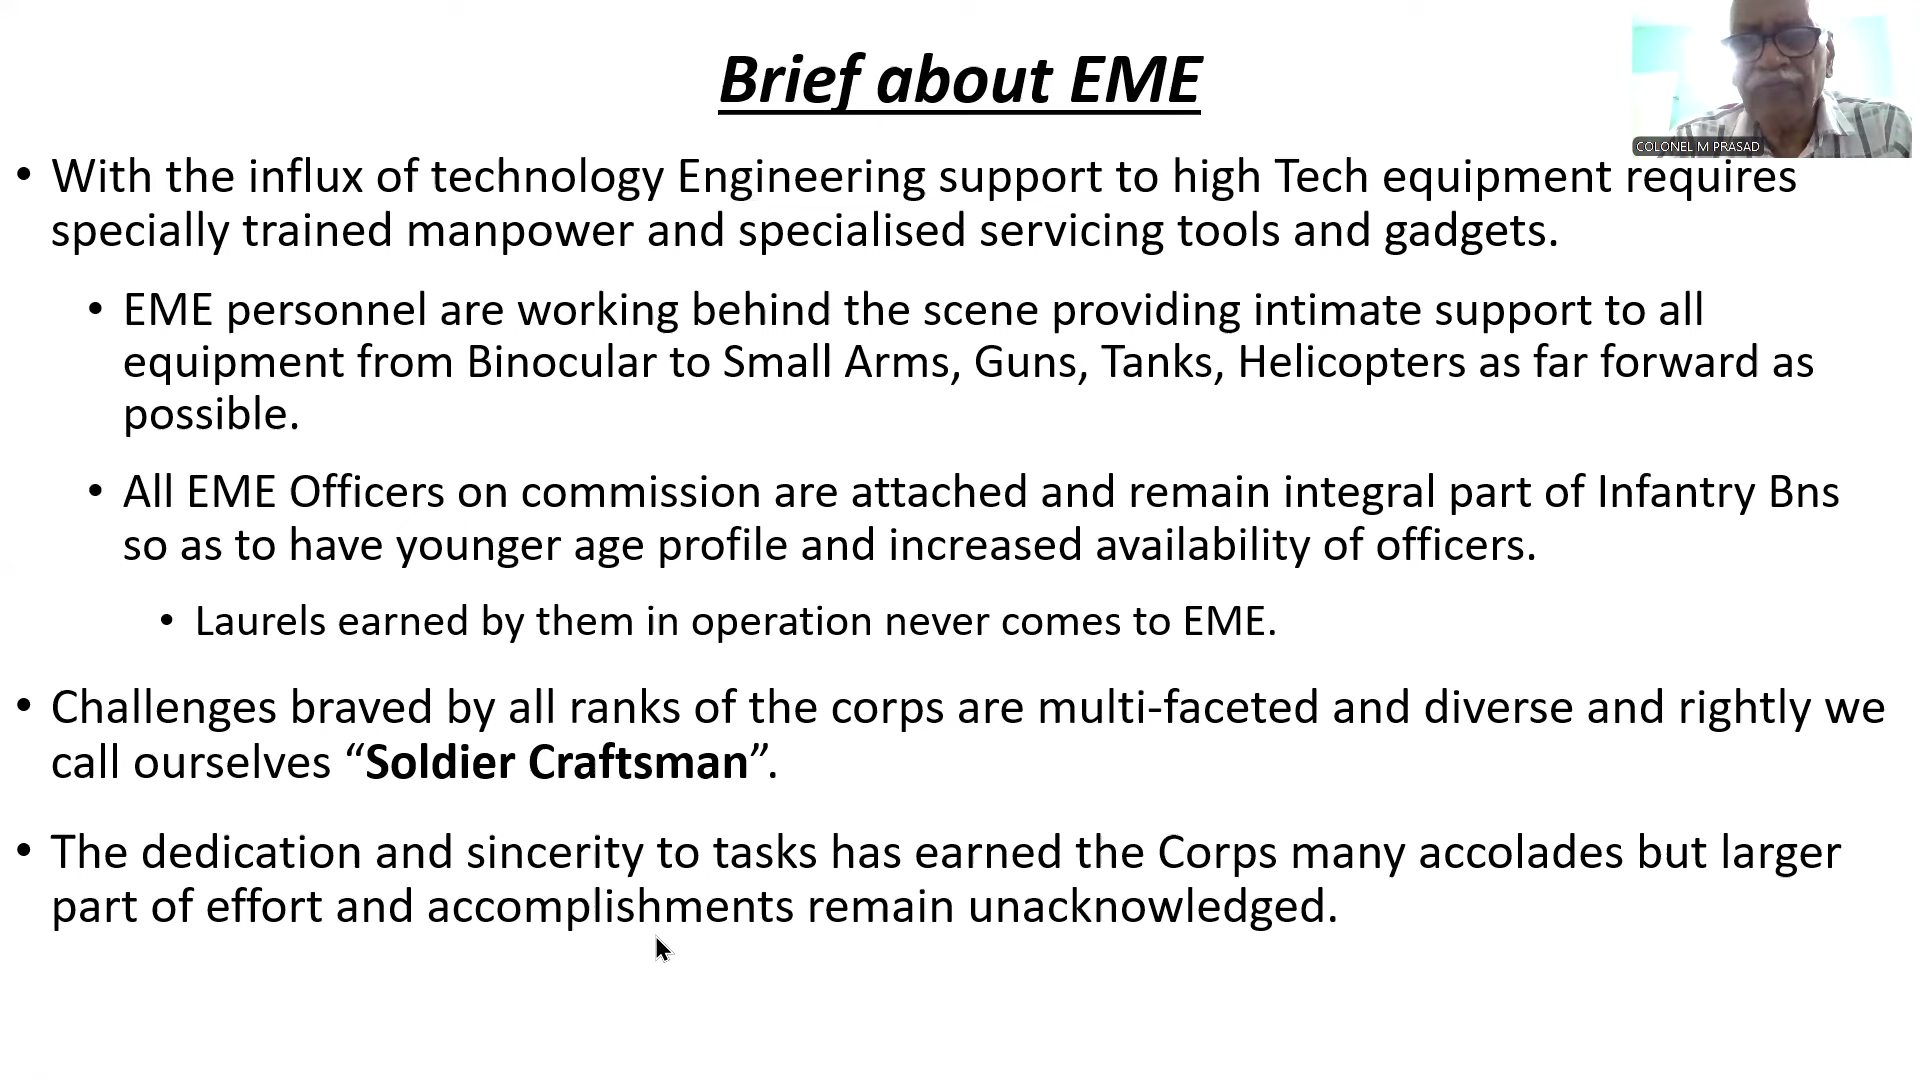 Brief about EME
COLONEL M PRASAD
• With the influx of technology Engineering support to high Tech equipment requires
specially trained manpower and specialised servicing tools and gadgets.
• EME personnel are working behind the scene providing intimate support to all
equipment from Binocular to Small Arms, Guns, Tanks, Helicopters as far forward as
possible.
• All EME Officers on commission are attached and remain integral part of Infantry Bns
so as to have younger age profile and increased availability of officers.
• Laurels earned by them in operation never comes to EME.
• Challenges braved by all ranks of the corps are multi-faceted and diverse and rightly we
call ourselves “Soldier Craftsman”.
• The dedication and sincerity to tasks has earned the Corps many accolades but larger
part of effort and accomplishments remain unacknowledged.